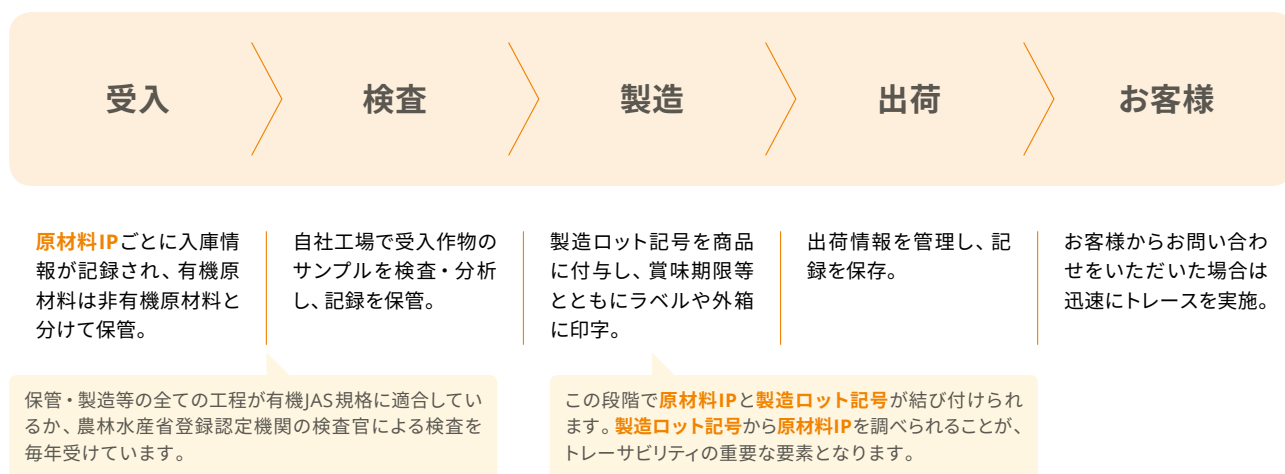 受入
検査
製造
出荷
お客様
原材料IPごとに入庫情
報が記録され、有機原
材料は非有機原材料と
分けて保管。
自社工場で受入作物の
サンプルを検査・分析
し、記録を保管。
製造ロット記号を商品
に付与し、賞味期限等
とともにラベルや外箱
に印字。
出荷情報を管理し、記
録を保存。
お客様からお問い合わ
せをいただいた場合は
迅速にトレースを実施。
保管・製造等の全ての工程が有機JAS規格に適合してい
るか、農林水産省登録認定機関の検査官による検査を
毎年受けています。
この段階で原材料IPと製造ロット記号が結び付けられ
ます。製造ロット記号から原材料IPを調べられることが、
トレーサビリティの重要な要素となります。